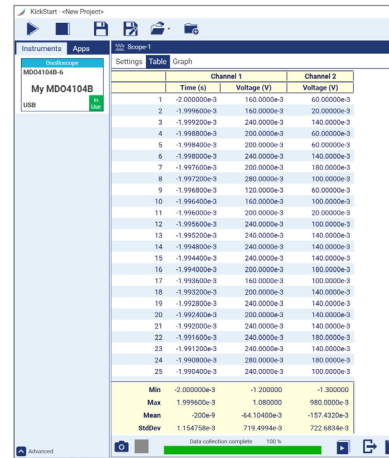 KickStart - <New Project>
Instruments Apps
Scope-1
Oscilloscope
MDO4104B-6
My MDO4104B
USB
In Use
Settings Table Graph
Channel 1 Channel 2
Time (s) Voltage (V) Voltage (V)
1 -2.000000e-3 160.0000e-3 60.00000e-3
2 -1.999600e-3 160.0000e-3 20.00000e-3
3 -1.999200e-3 240.0000e-3 140.0000e-3
4 -1.998800e-3 200.0000e-3 60.00000e-3
5 -1.998400e-3 200.0000e-3 60.00000e-3
6 -1.998000e-3 240.0000e-3 140.0000e-3
7 -1.997600e-3 200.0000e-3 180.0000e-3
8 -1.997200e-3 280.0000e-3 100.0000e-3
9 -1.996800e-3 120.0000e-3 60.00000e-3
10 -1.996400e-3 160.0000e-3 100.0000e-3
11 -1.996000e-3 200.0000e-3 20.00000e-3
12 -1.995600e-3 240.0000e-3 100.0000e-3
13 -1.995200e-3 240.0000e-3 140.0000e-3
14 -1.994800e-3 240.0000e-3 140.0000e-3
15 -1.994400e-3 240.0000e-3 140.0000e-3
16 -1.994000e-3 200.0000e-3 180.0000e-3
17 -1.993600e-3 160.0000e-3 100.0000e-3
18 -1.993200e-3 200.0000e-3 140.0000e-3
19 -1.992800e-3 240.0000e-3 140.0000e-3
20 -1.992400e-3 200.0000e-3 140.0000e-3
21 -1.992000e-3 240.0000e-3 140.0000e-3
22 -1.991600e-3 240.0000e-3 180.0000e-3
23 -1.991200e-3 240.0000e-3 140.0000e-3
24 -1.990800e-3 280.0000e-3 180.0000e-3
25 -1.990400e-3 240.0000e-3 100.0000e-3
Min -2.000000e-3 -1.200000 -1.300000
Max 1.999600e-3 1.080000 980.0000e-3
Mean -200e-9 -64.10400e-3 -157.4320e-3
StdDev 1.154758e-3 719.4994e-3 722.6834e-3
Data collection complete 100 %
Advanced